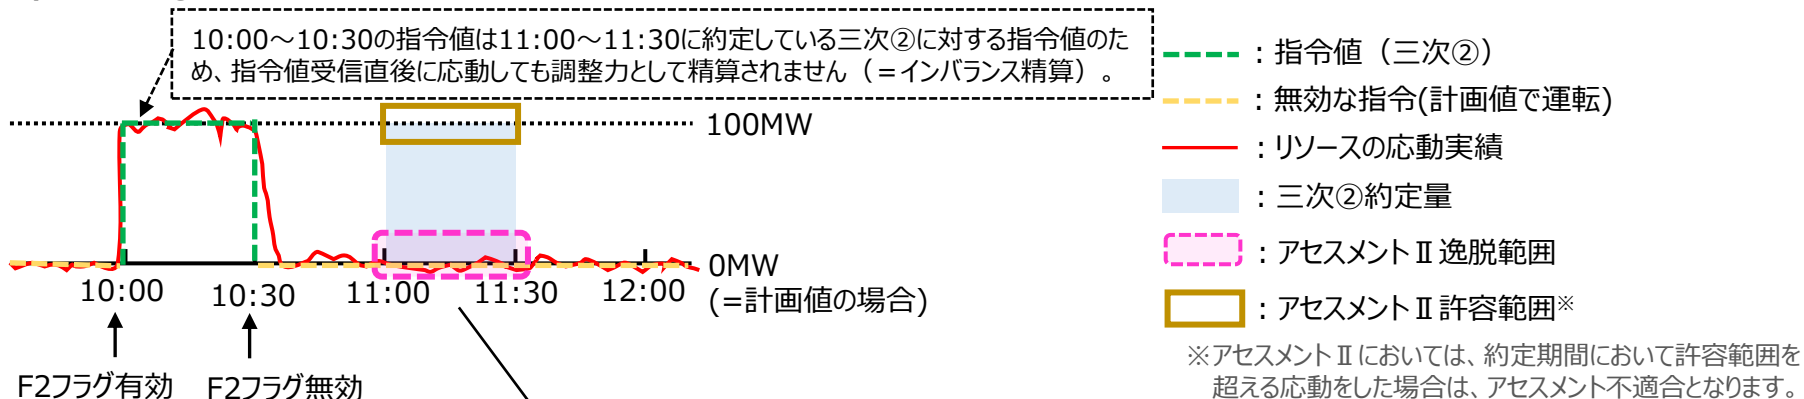 10:00～10:30の指令値は11:00～11:30に約定している三次②に対する指令値のた
め、指令値受信直後に応動しても調整力として精算されません（＝インバランス精算）。
100MW
0MW
(=計画値の場合)
10:00
10:30
11:00
11:30
12:00
F2フラグ有効
F2フラグ無効
：指令値（三次②）
：無効な指令(計画値で運転)
：リソースの応動実績
：三次②約定量
：アセスメントⅡ逸脱範囲
：アセスメントⅡ許容範囲※
※アセスメントⅡにおいては、約定期間において許容範囲を
超える応動をした場合は、アセスメント不適合となります。